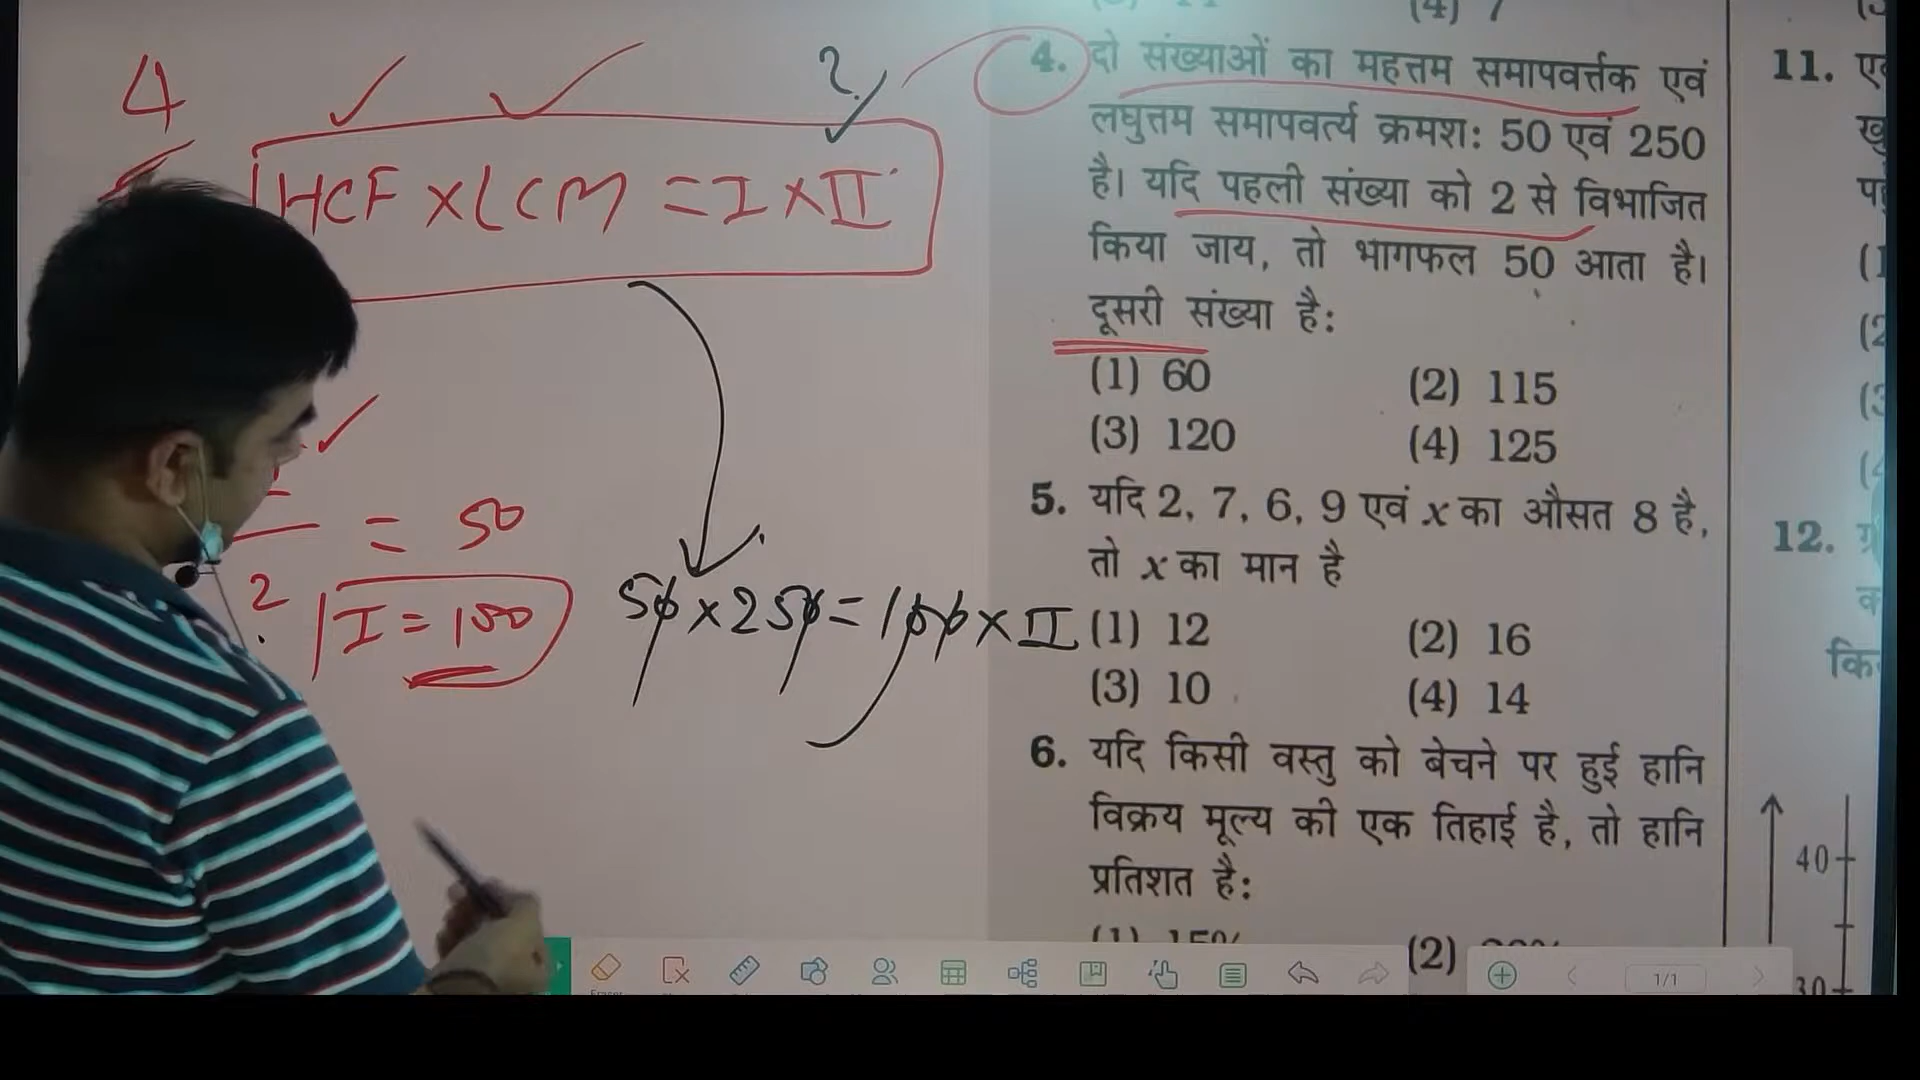 4
?
HCF × LCM = I × II
= 50
2
I = 100
50 × 250 = 100 × II
(4) 7
4. दो संख्याओं का महत्तम समापवर्त्तक एवं
लघुत्तम समापवर्त्य क्रमश: 50 एवं 250
है। यदि पहली संख्या को 2 से विभाजित
किया जाय, तो भागफल 50 आता है।
दूसरी संख्या है:
(1) 60 (2) 115
(3) 120 (4) 125
5. यदि 2, 7, 6, 9 एवं x का औसत 8 है,
तो x का मान है
(1) 12 (2) 16
(3) 10 (4) 14
6. यदि किसी वस्तु को बेचने पर हुई हानि
विक्रय मूल्य की एक तिहाई है, तो हानि
प्रतिशत है:
(1) 15% (2)
11.
12.
40
30
1/1